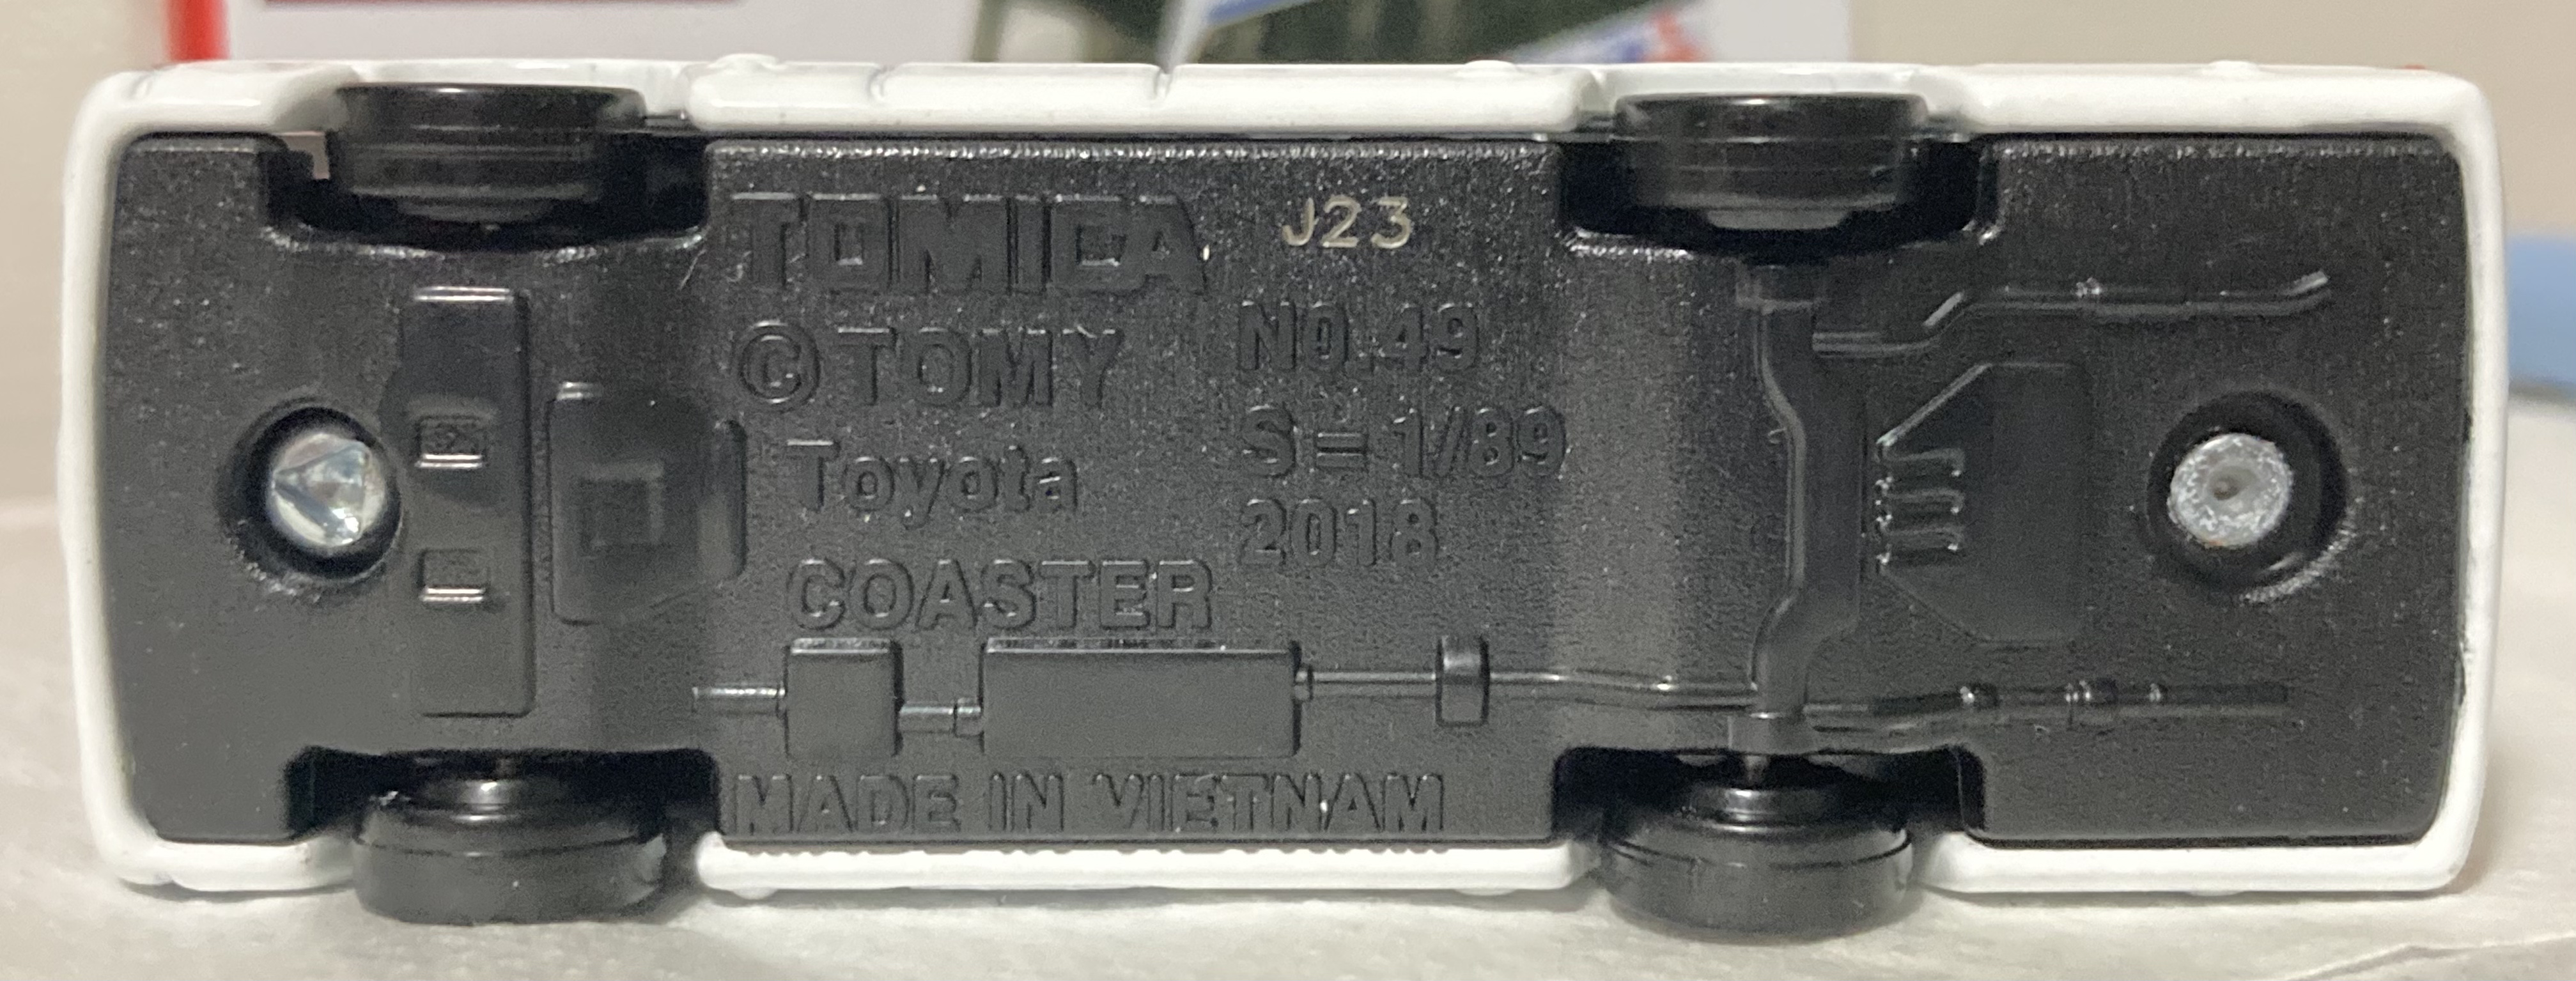 TOMICA J23
© TOMY NO.49
Toyota S=1/89
COASTER 2018
MADE IN VIETNAM